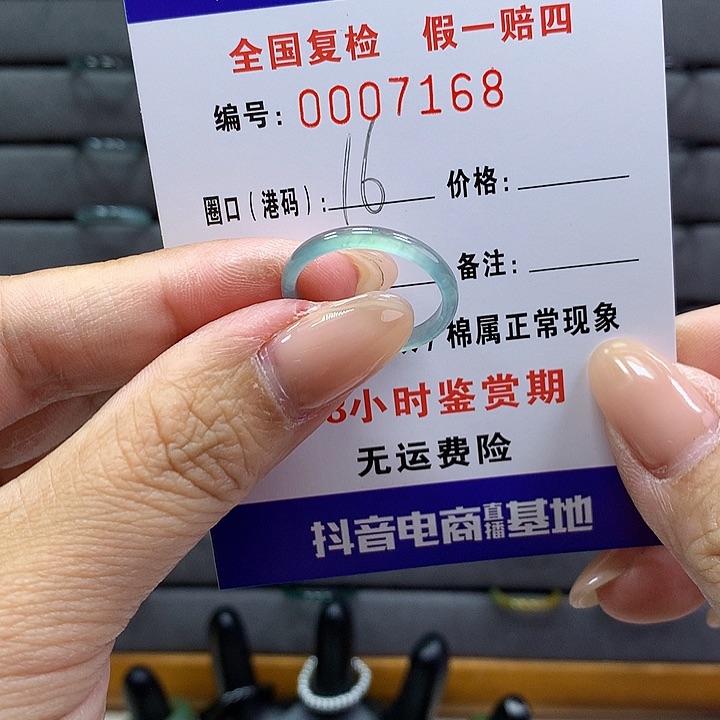 全国复检 假一赔四
编号: 0007168
圈口(港码): 16 价格:
备注:
棉属正常现象
8小时鉴赏期
无运费险
抖音电商直播基地